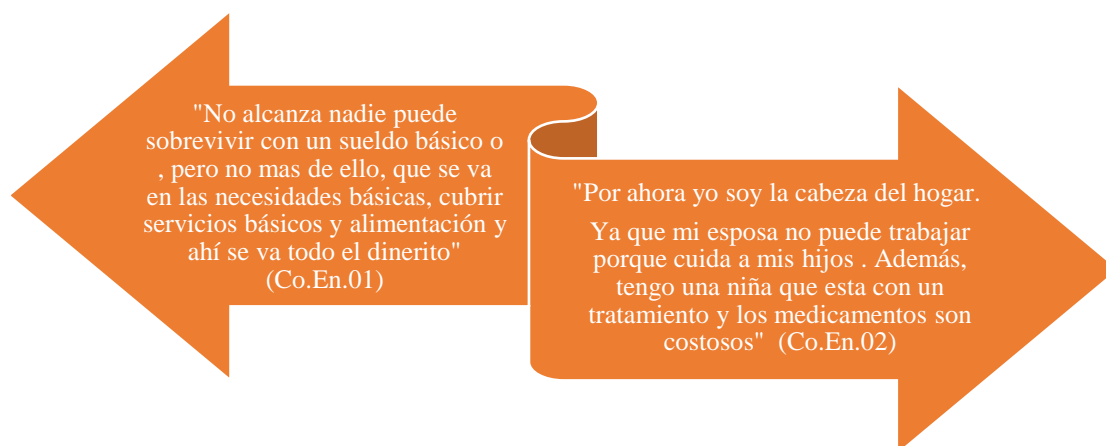 "No alcanza nadie puede
sobrevivir con un sueldo básico o
, pero no mas de ello, que se va
en las necesidades básicas, cubrir
servicios básicos y alimentación y
ahí se va todo el dinerito"
(Co.En.01)
"Por ahora yo soy la cabeza del hogar.
Ya que mi esposa no puede trabajar
porque cuida a mis hijos . Además,
tengo una niña que esta con un
tratamiento y los medicamentos son
costosos" (Co.En.02)